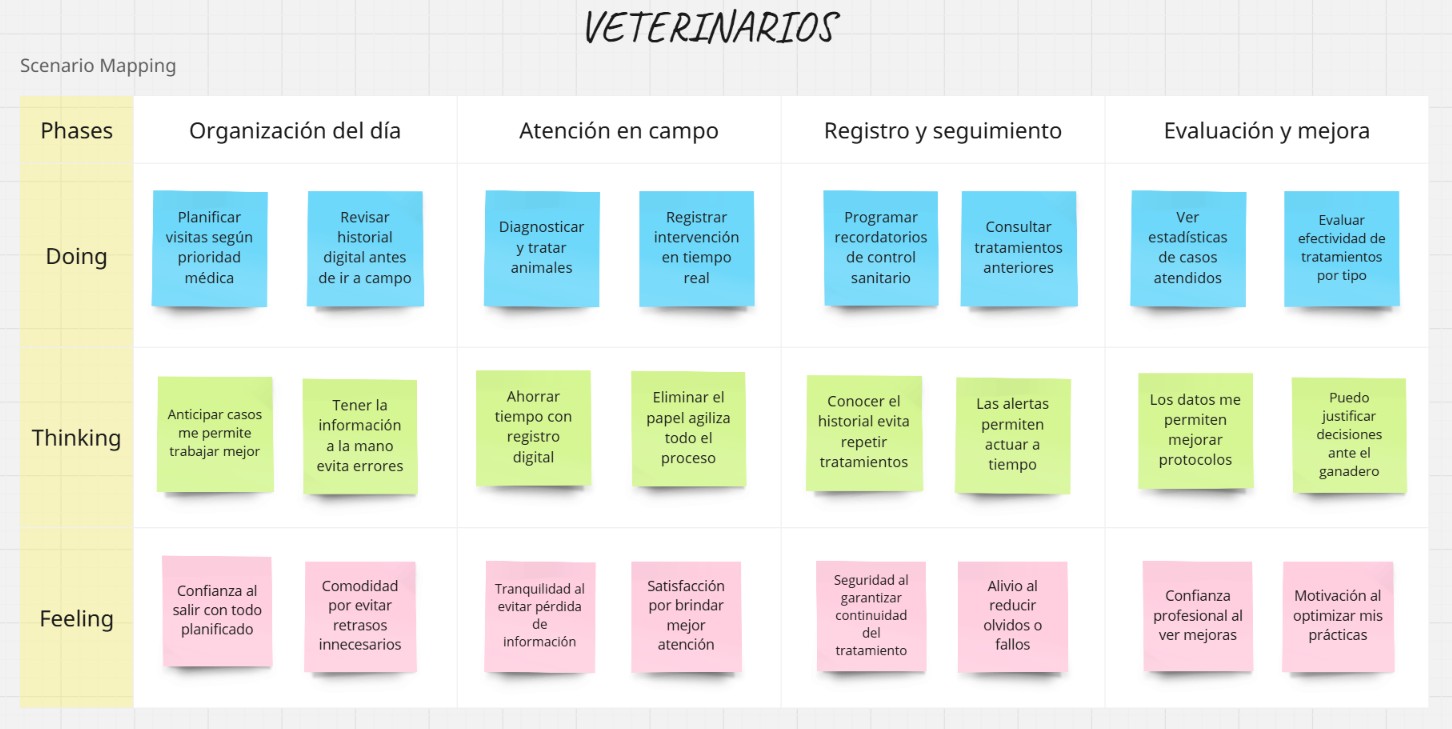 VETERINARIOS
Scenario Mapping
Phases
Organización del día
Atención en campo
Registro y seguimiento
Evaluación y mejora
Doing
Planificar
visitas según
prioridad
médica
Revisar
historial
digital antes
de ir a campo
Diagnosticar
y tratar
animales
Registrar
intervención
en tiempo
real
Programar
recordatorios
de control
sanitario
Consultar
tratamientos
anteriores
Ver
estadísticas
de casos
atendidos
Evaluar
efectividad de
tratamientos
por tipo
Thinking
Anticipar casos
me permite
trabajar mejor
Tener la
información
a la mano
evita errores
Ahorrar
tiempo con
registro
digital
Eliminar el
papel agiliza
todo el
proceso
Conocer el
historial evita
repetir
tratamientos
Las alertas
permiten
actuar a
tiempo
Los datos me
permiten
mejorar
protocolos
Puedo
justificar
decisiones
ante el
ganadero
Feeling
Confianza al
salir con todo
planificado
Comodidad
por evitar
retrasos
innecesarios
Tranquilidad al
evitar pérdida
de
información
Satisfacción
por brindar
mejor
atención
Seguridad al
garantizar
continuidad
del
tratamiento
Alivio al
reducir
olvidos o
fallos
Confianza
profesional al
ver mejoras
Motivación al
optimizar mis
prácticas